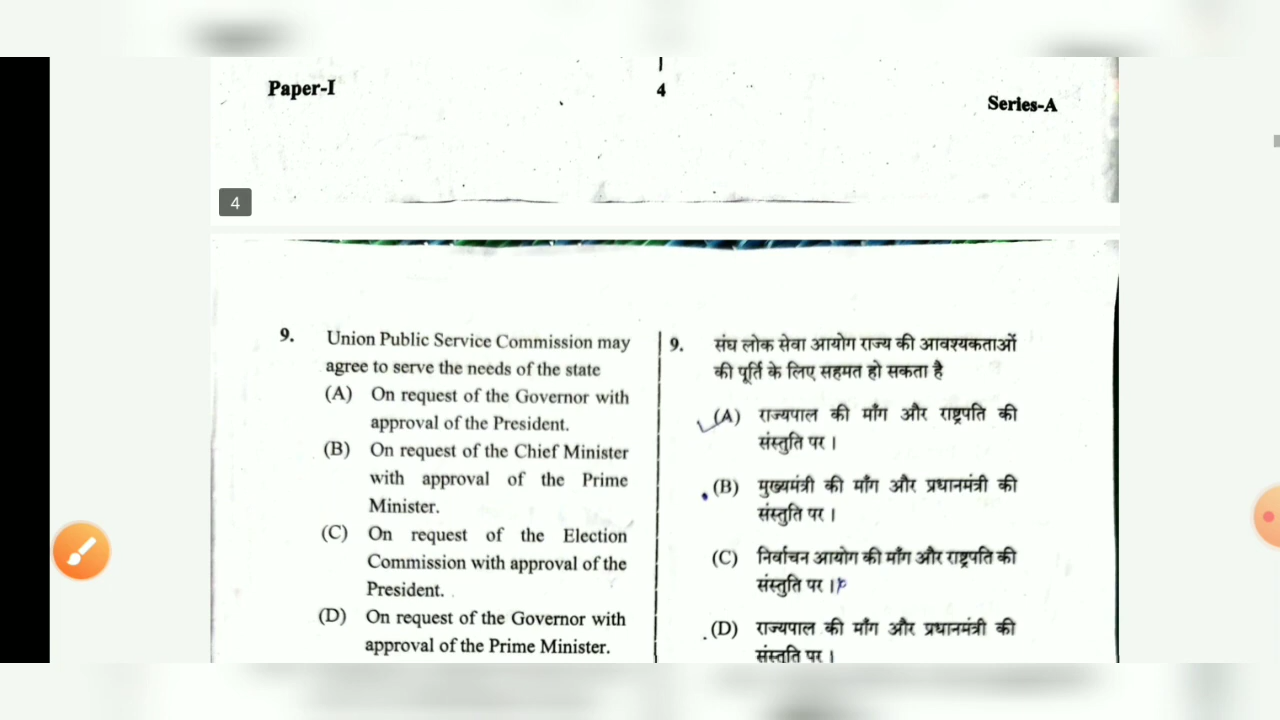 Paper-I
4
Series-A
4
9.
Union Public Service Commission may
agree to serve the needs of the state
(A) On request of the Governor with
approval of the President.
(B) On request of the Chief Minister
with approval of the Prime
Minister.
(C) On request of the Election
Commission with approval of the
President.
(D) On request of the Governor with
approval of the Prime Minister.
9.
संघ लोक सेवा आयोग राज्य की आवश्यकताओं
की पूर्ति के लिए सहमत हो सकता है
(A) राज्यपाल की माँग और राष्ट्रपति की
संस्तुति पर ।
(B) मुख्यमंत्री की माँग और प्रधानमंत्री की
संस्तुति पर ।
(C) निर्वाचन आयोग की माँग और राष्ट्रपति की
संस्तुति पर ।
(D) राज्यपाल की माँग और प्रधानमंत्री की
संस्तुति पर ।